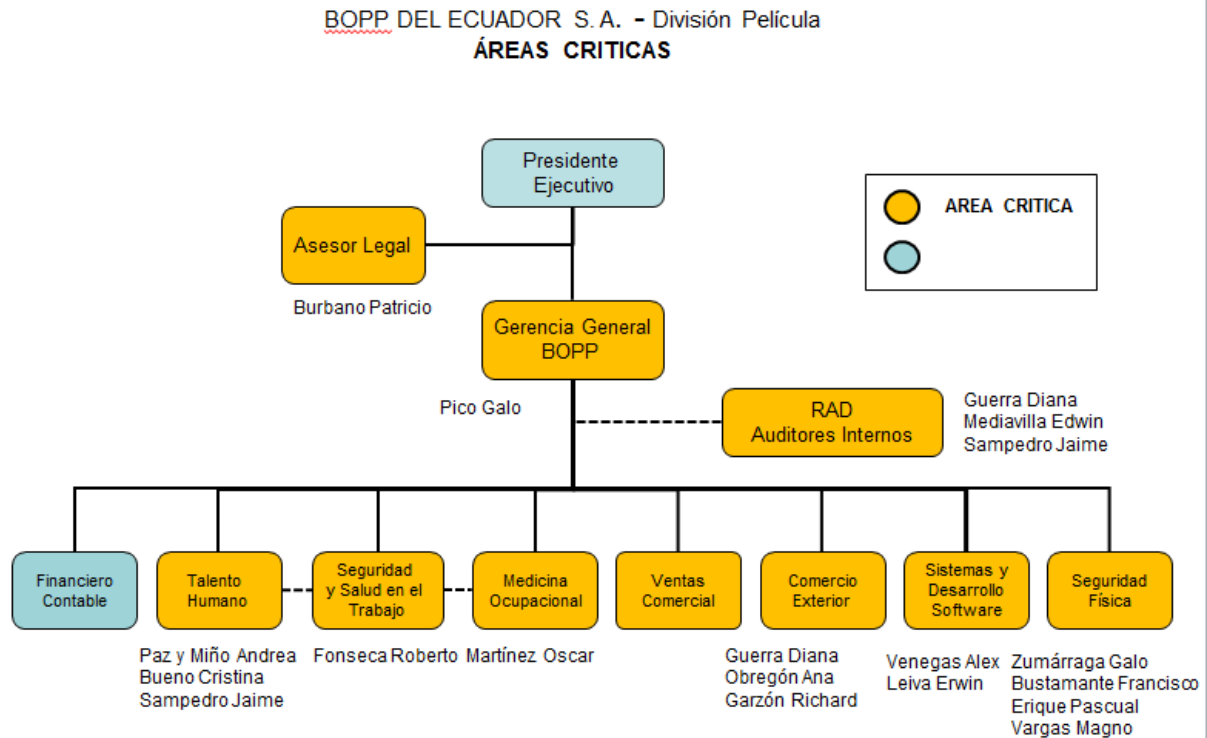 BOPP DEL ECUADOR S. A. - División Película
ÁREAS CRITICAS
Presidente
Ejecutivo
AREA CRITICA
Asesor Legal
Burbano Patricio
Gerencia General
BOPP
Pico Galo
RAD
Auditores Internos
Guerra Diana
Mediavilla Edwin
Sampedro Jaime
Financiero
Contable
Talento
Humano
Paz y Miño Andrea
Bueno Cristina
Sampedro Jaime
Seguridad
y Salud en el
Trabajo
Fonseca Roberto
Medicina
Ocupacional
Martínez Oscar
Ventas
Comercial
Comercio
Exterior
Guerra Diana
Obregón Ana
Garzón Richard
Sistemas y
Desarrollo
Software
Venegas Alex
Leiva Erwin
Seguridad
Física
Zumárraga Galo
Bustamante Francisco
Erique Pascual
Vargas Magno